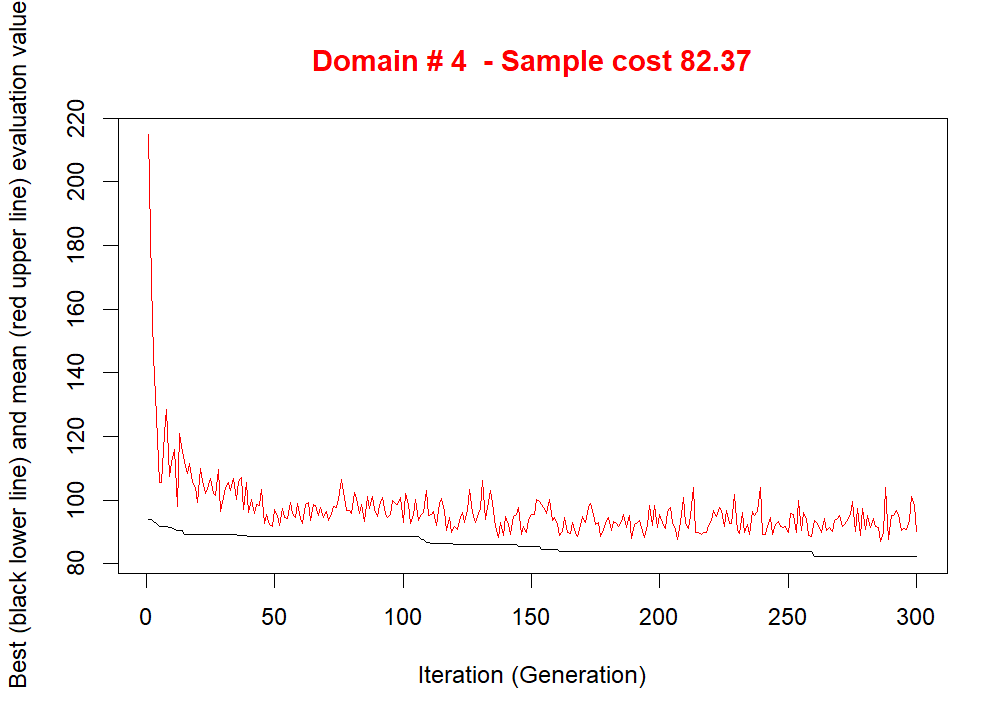 Domain # 4  - Sample cost 82.37
Best (black lower line) and mean (red upper line) evaluation value
220
200
180
160
140
120
100
80
0 50 100 150 200 250 300
Iteration (Generation)